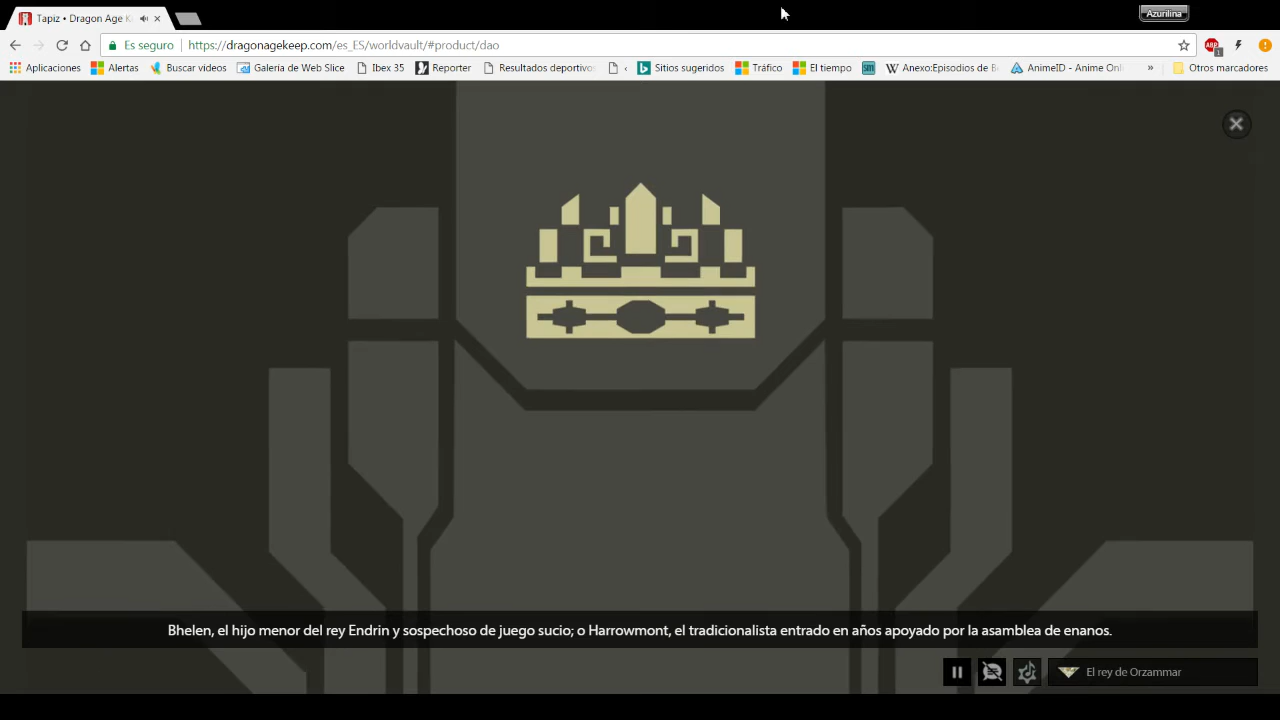 Azurilina
Tapiz • Dragon Age K
Es seguro
https://dragonagekeep.com/es_ES/worldvault/#product/dao
ABP
1
Aplicaciones
Alertas
Buscar videos
Galería de Web Slice
Ibex 35
Reporter
Resultados deportivo
Sitios sugeridos
Tráfico
El tiempo
Anexo:Episodios de B
AnimeID - Anime Onl
»
Otros marcadores
Bhelen, el hijo menor del rey Endrin y sospechoso de juego sucio; o Harrowmont, el tradicionalista entrado en años apoyado por la asamblea de enanos.
El rey de Orzammar